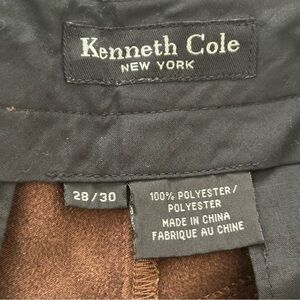 Kenneth Cole
NEW YORK
28/30
100% POLYESTER/
POLYESTER
MADE IN CHINA
FABRIQUE AU CHINE